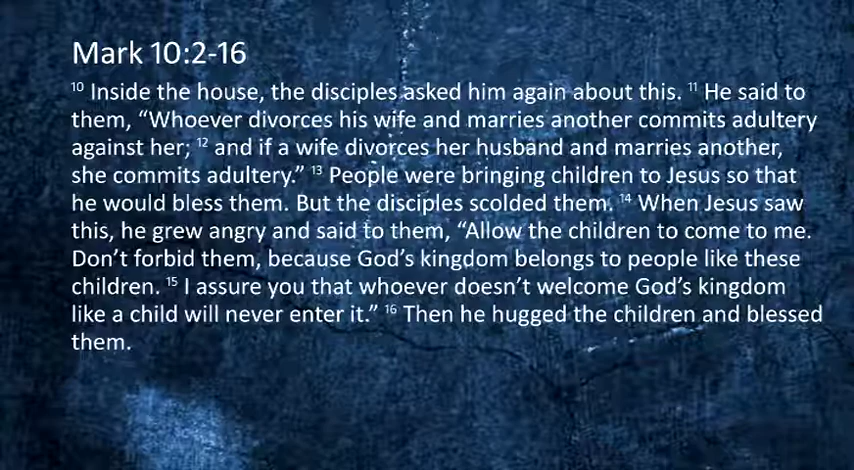 Mark 10:2-16
10 Inside the house, the disciples asked him again about this. 11 He said to
them, “Whoever divorces his wife and marries another commits adultery
against her; 12 and if a wife divorces her husband and marries another,
she commits adultery.” 13 People were bringing children to Jesus so that
he would bless them. But the disciples scolded them. 14 When Jesus saw
this, he grew angry and said to them, “Allow the children to come to me.
Don’t forbid them, because God’s kingdom belongs to people like these
children. 15 I assure you that whoever doesn’t welcome God’s kingdom
like a child will never enter it.” 16 Then he hugged the children and blessed
them.